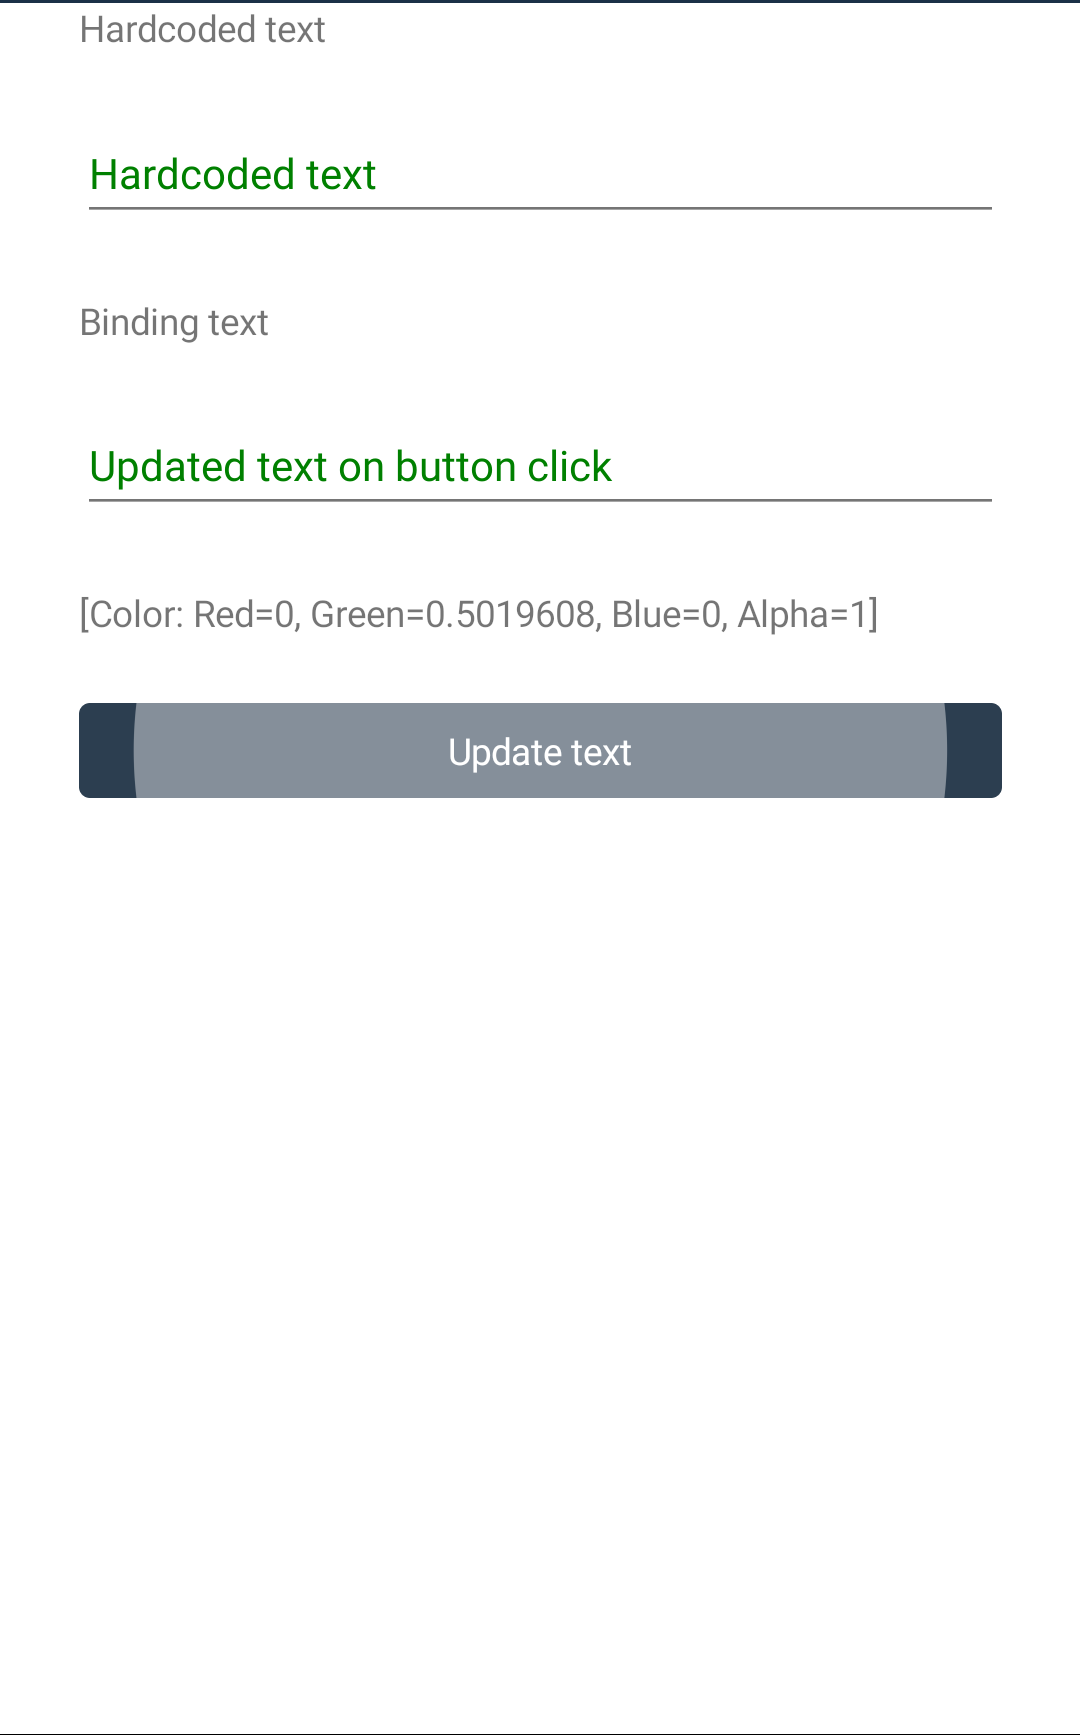 Hardcoded text
Hardcoded text
Binding text
Updated text on button click
[Color: Red=0, Green=0.5019608, Blue=0, Alpha=1]
Update text